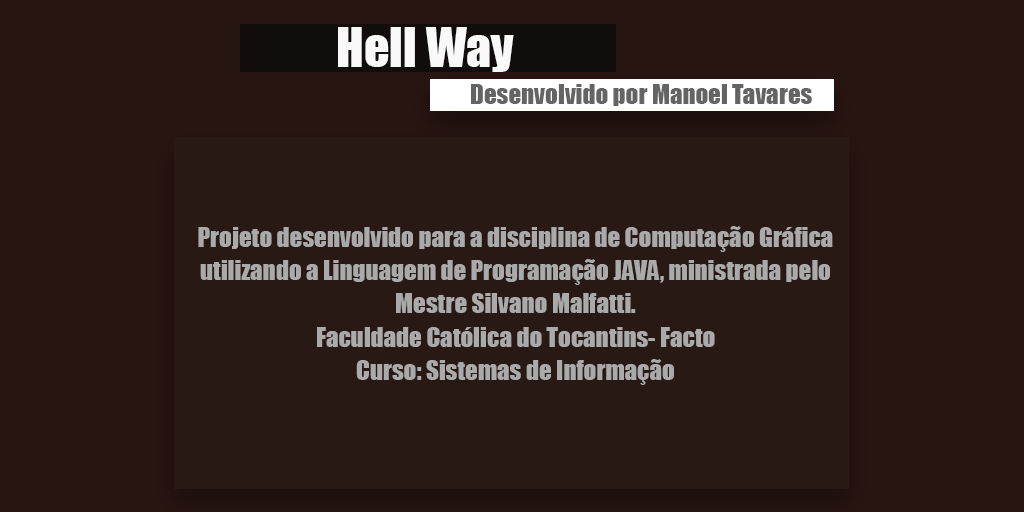 Hell Way
Desenvolvido por Manoel Tavares
Projeto desenvolvido para a disciplina de Computação Gráfica
utilizando a Linguagem de Programação JAVA, ministrada pelo
Mestre Silvano Malfatti.
Faculdade Católica do Tocantins- Facto
Curso: Sistemas de Informação